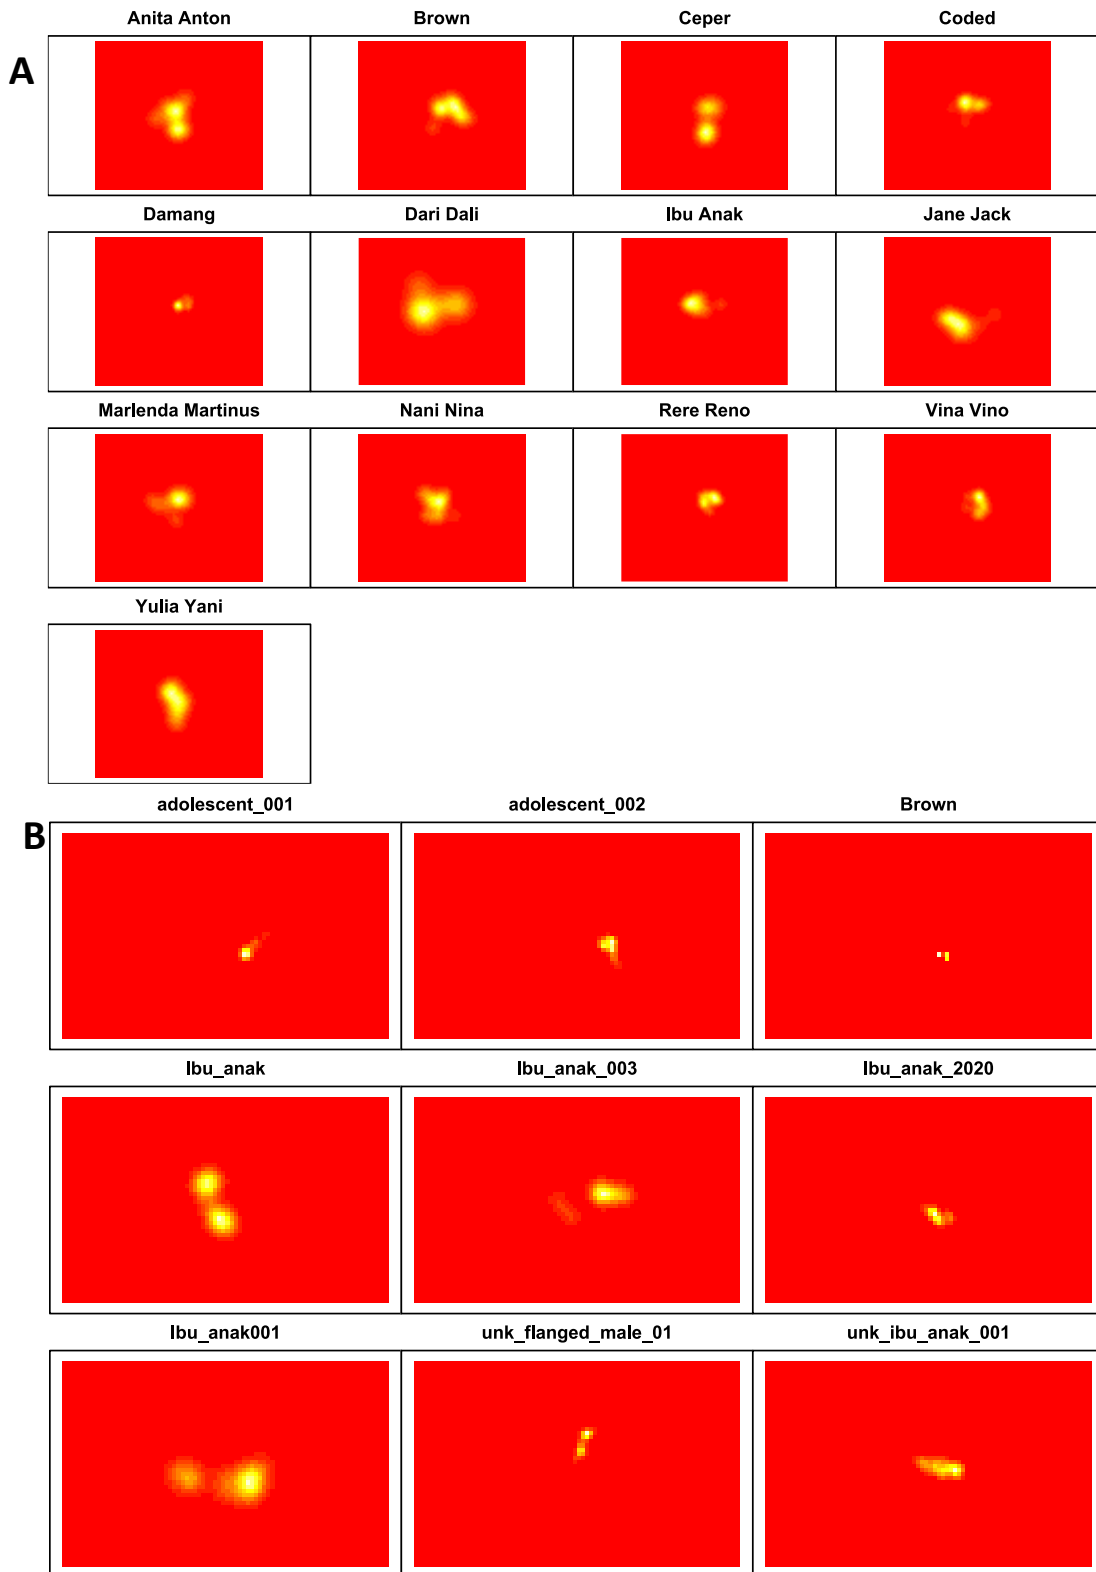 Anita Anton Brown Ceper Coded
A
Damang Dari Dali Ibu Anak Jane Jack
Marlenda Martinus Nani Nina Rere Reno Vina Vino
Yulia Yani
adolescent_001 adolescent_002 Brown
B
Ibu_anak Ibu_anak_003 Ibu_anak_2020
Ibu_anak001 unk_flanged_male_01 unk_ibu_anak_001